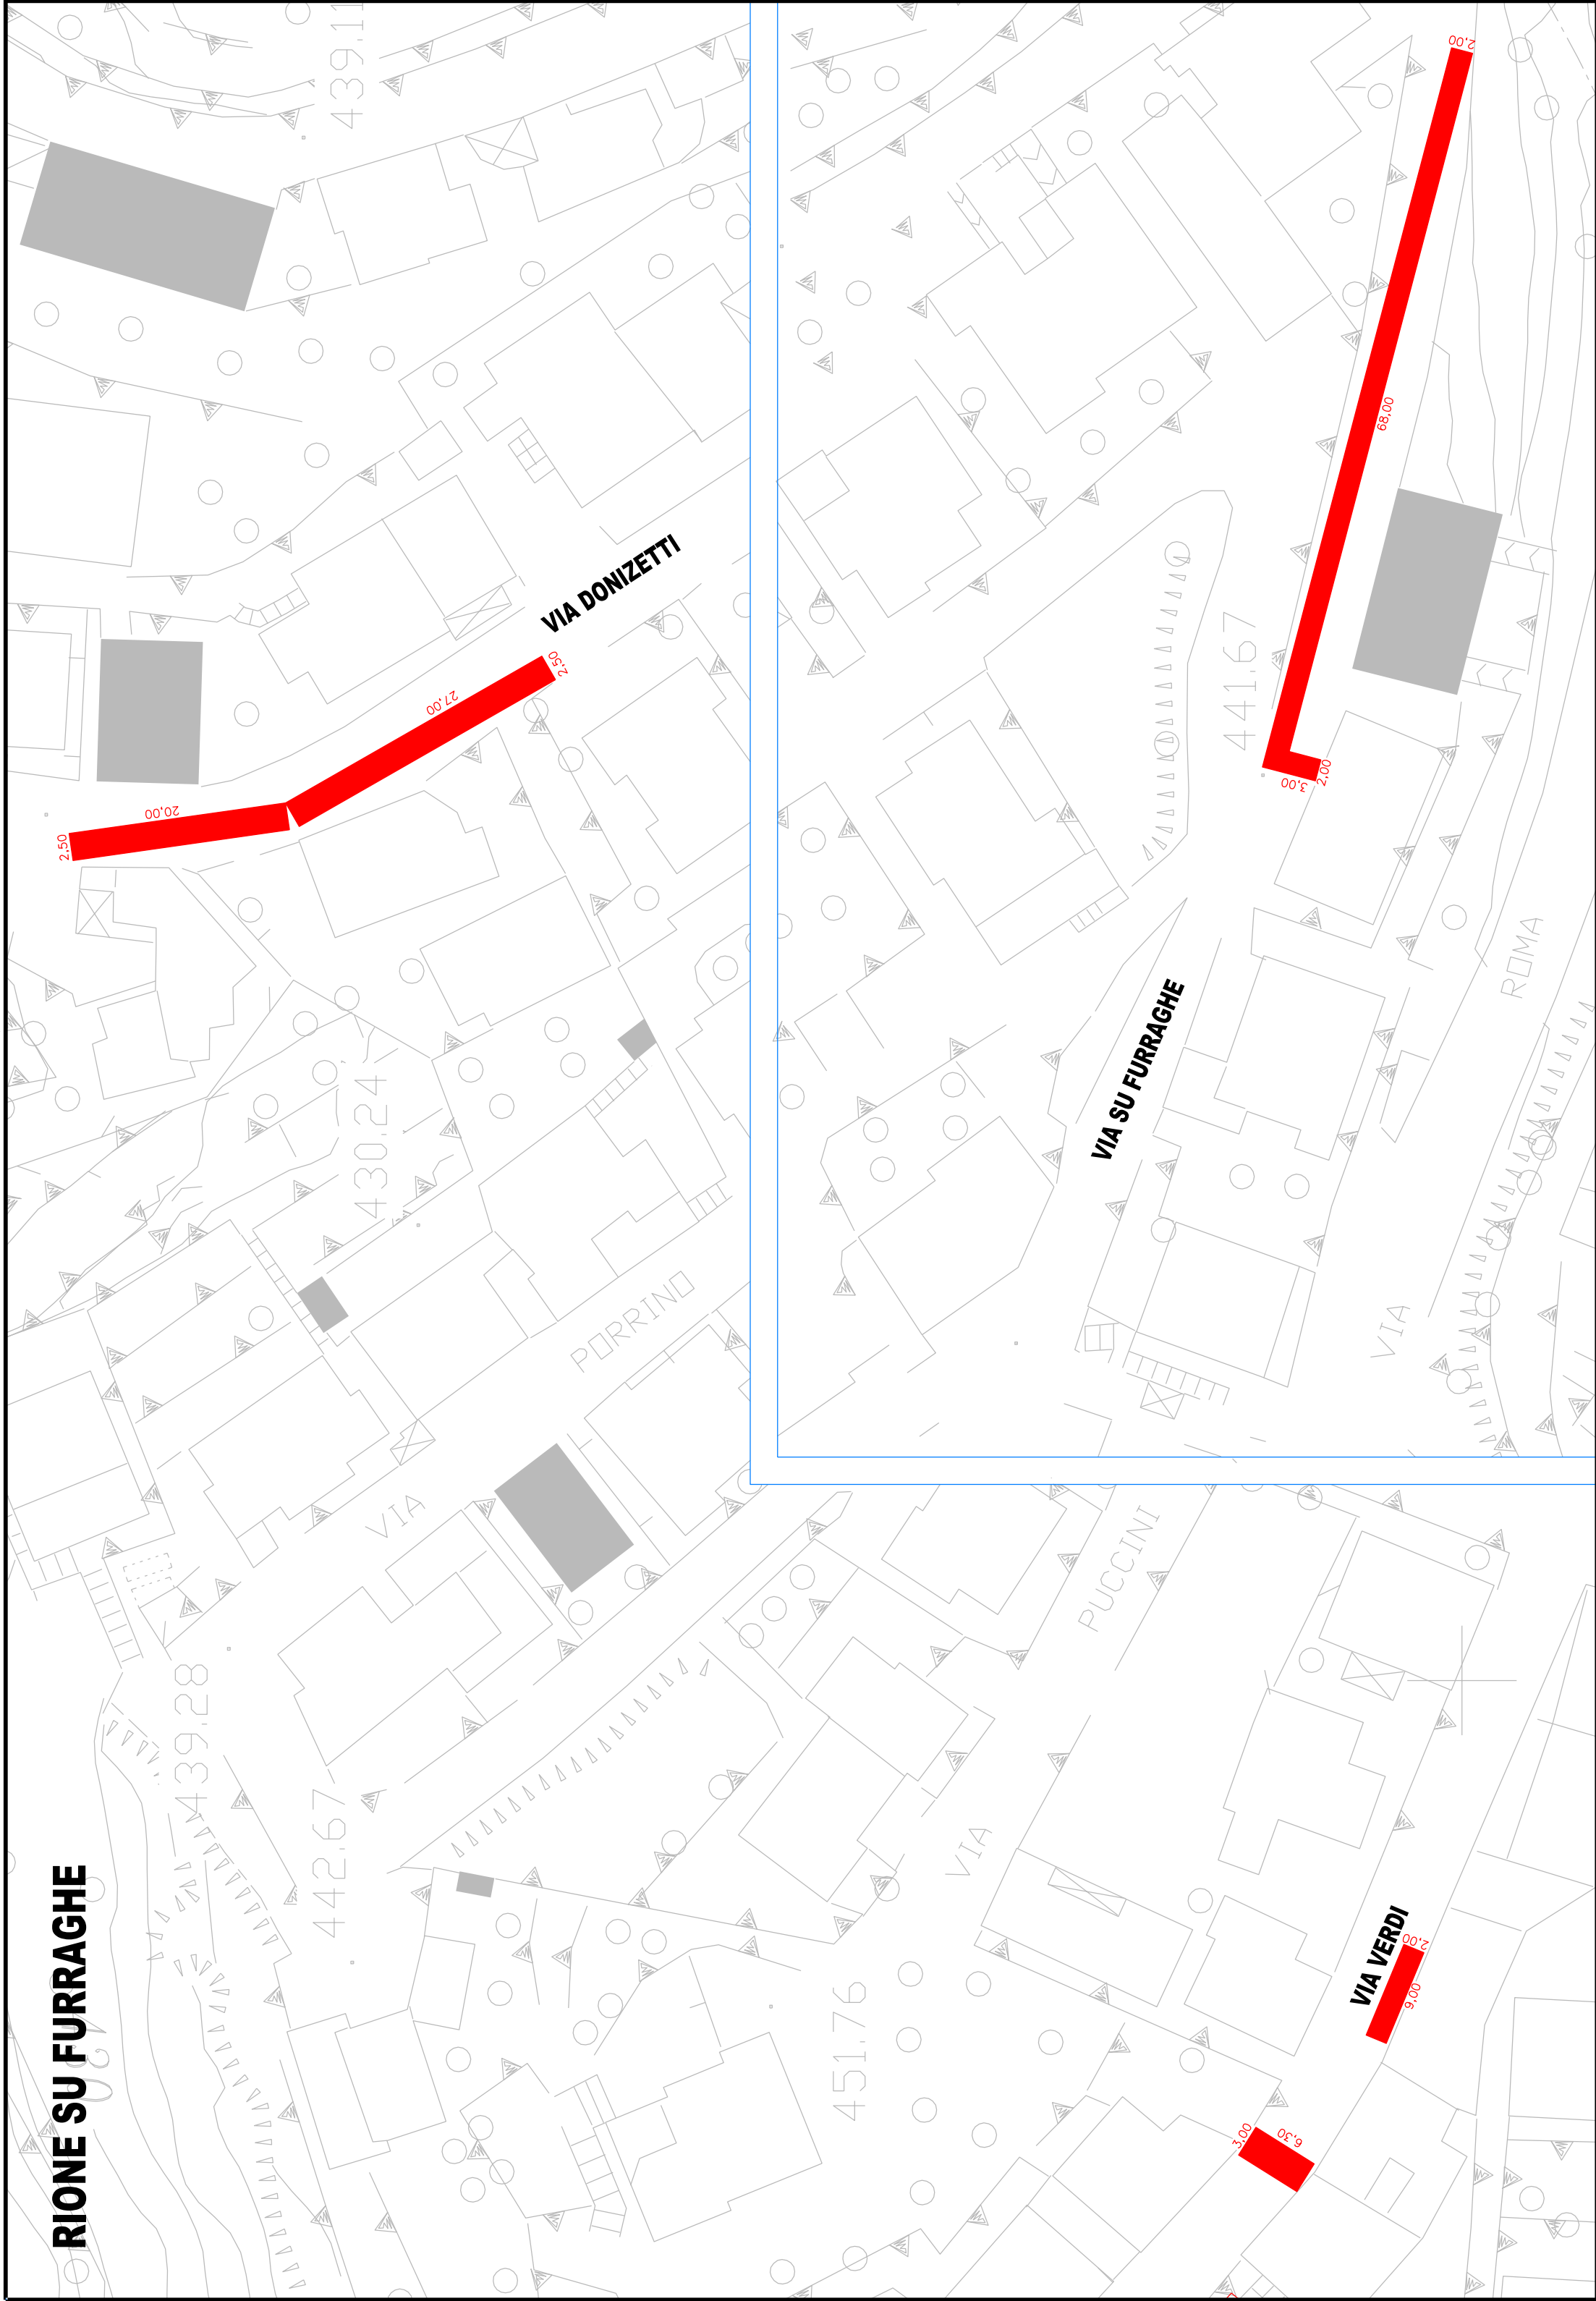 439.11
2,00
68,00
VIA DONIZETTI
2,50
27,00
20,00
2,50
441.67
2,00
3,00
ROMA
VIA SU FURRAGHE
430.24
PORRINO
VIA
VIA
PUCCINI
439.28
442.67
VIA
RIONE SU FURRAGHE
VIA VERDI
2,00
9,00
451.76
3,00
6,30